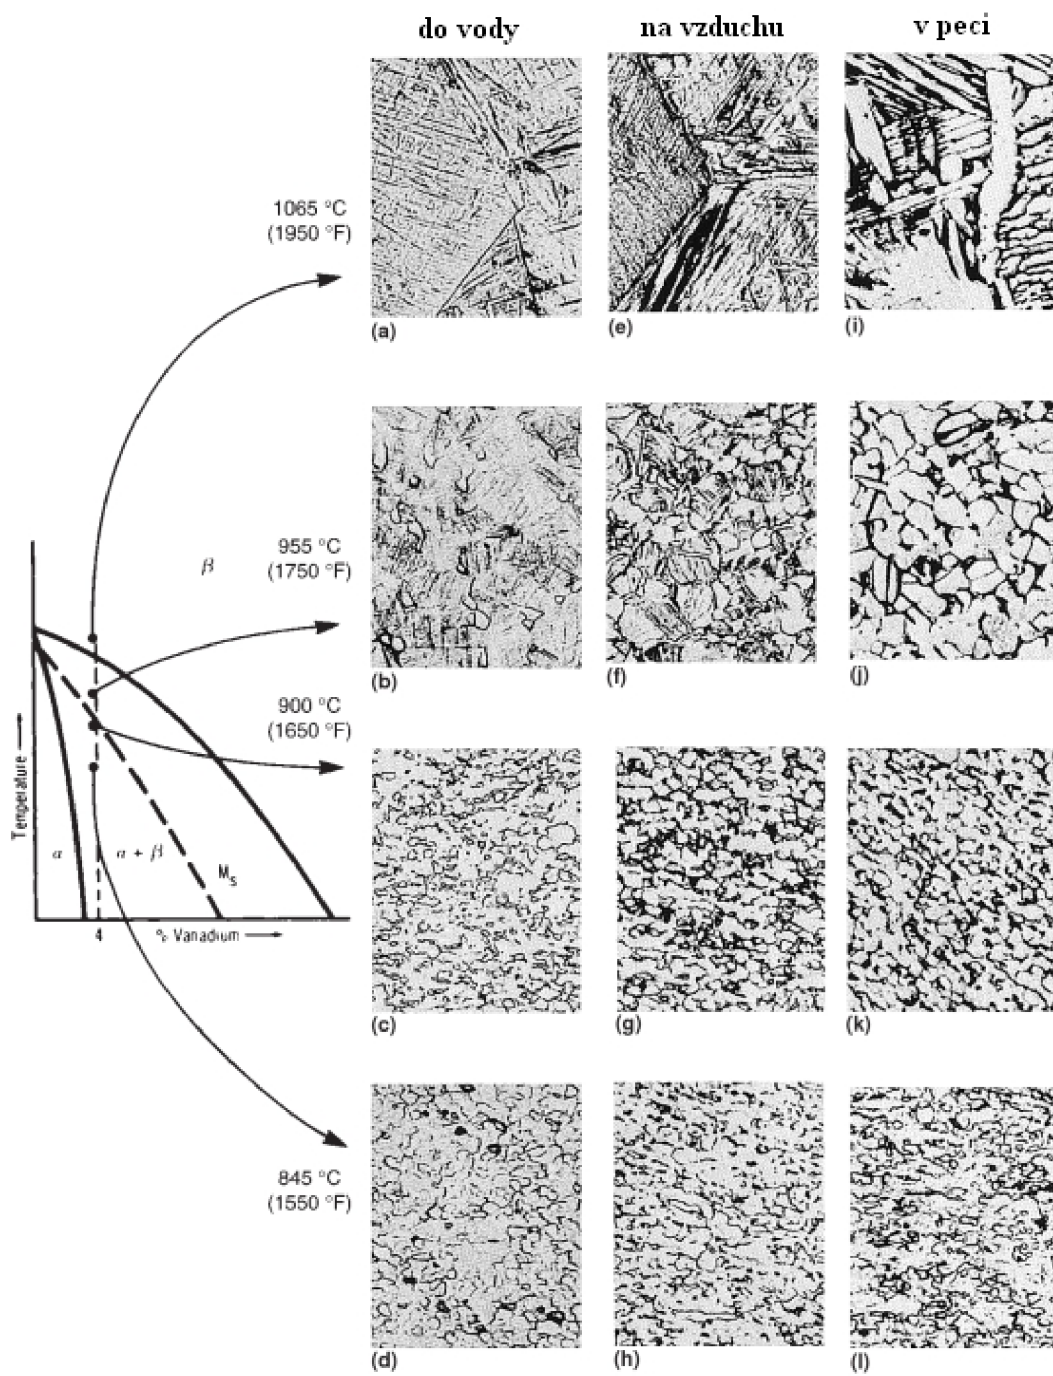 do vody
na vzduchu
v peci
1065 °C
(1950 °F)
(a)
(e)
(i)
955 °C
(1750 °F)
β
(b)
(f)
(j)
900 °C
(1650 °F)
Temperature
α
α + β
Ms
4
% Vanadium
(c)
(g)
(k)
845 °C
(1550 °F)
(d)
(h)
(l)